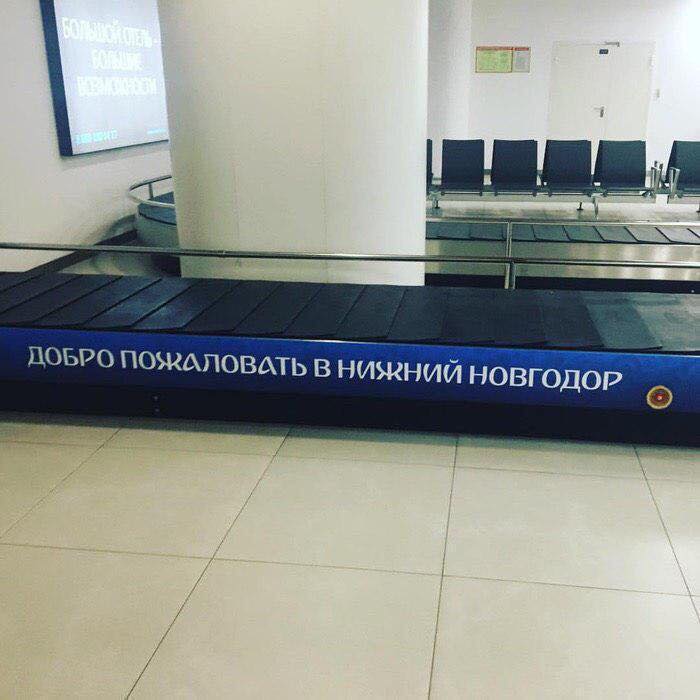 БОЛЬШОЙ ОТЕЛЬ -
БОЛЬШИЕ
ВОЗМОЖНОСТИ
ДОБРО ПОЖАЛОВАТЬ В НИЖНИЙ НОВГОДОР